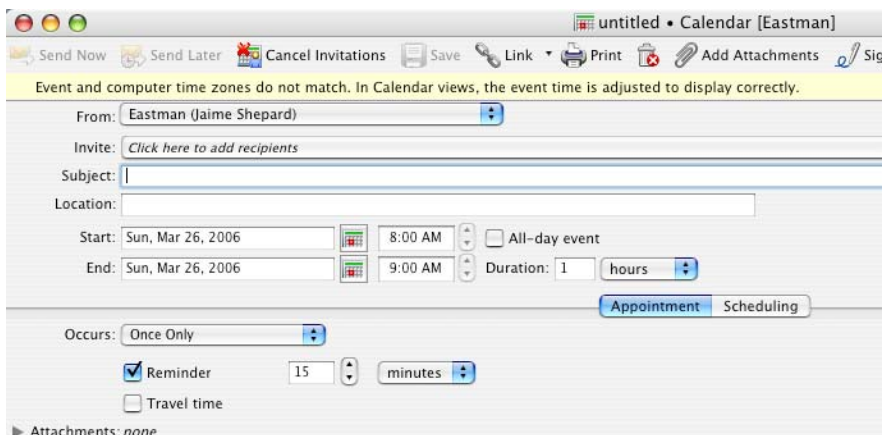 untitled • Calendar [Eastman]
Send Now Send Later Cancel Invitations Save Link Print Add Attachments
Event and computer time zones do not match. In Calendar views, the event time is adjusted to display correctly.
From: Eastman (Jaime Shepard)
Invite: Click here to add recipients
Subject:
Location:
Start: Sun, Mar 26, 2006 8:00 AM All-day event
End: Sun, Mar 26, 2006 9:00 AM Duration: 1 hours
Appointment Scheduling
Occurs: Once Only
Reminder 15 minutes
Travel time
Attachments: none